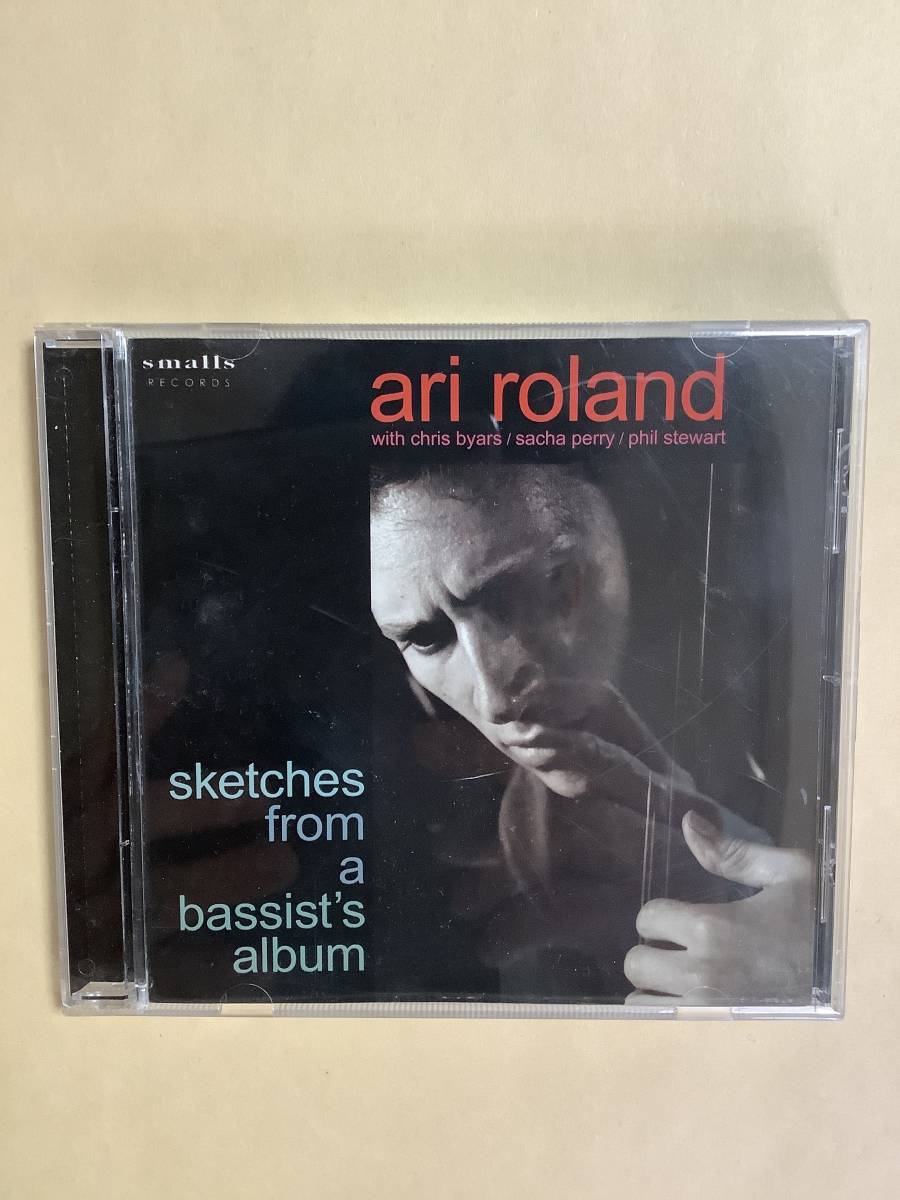 smalls
RECORDS
ari roland
with chris byars / sacha perry / phil stewart
sketches
from
a
bassist's
album